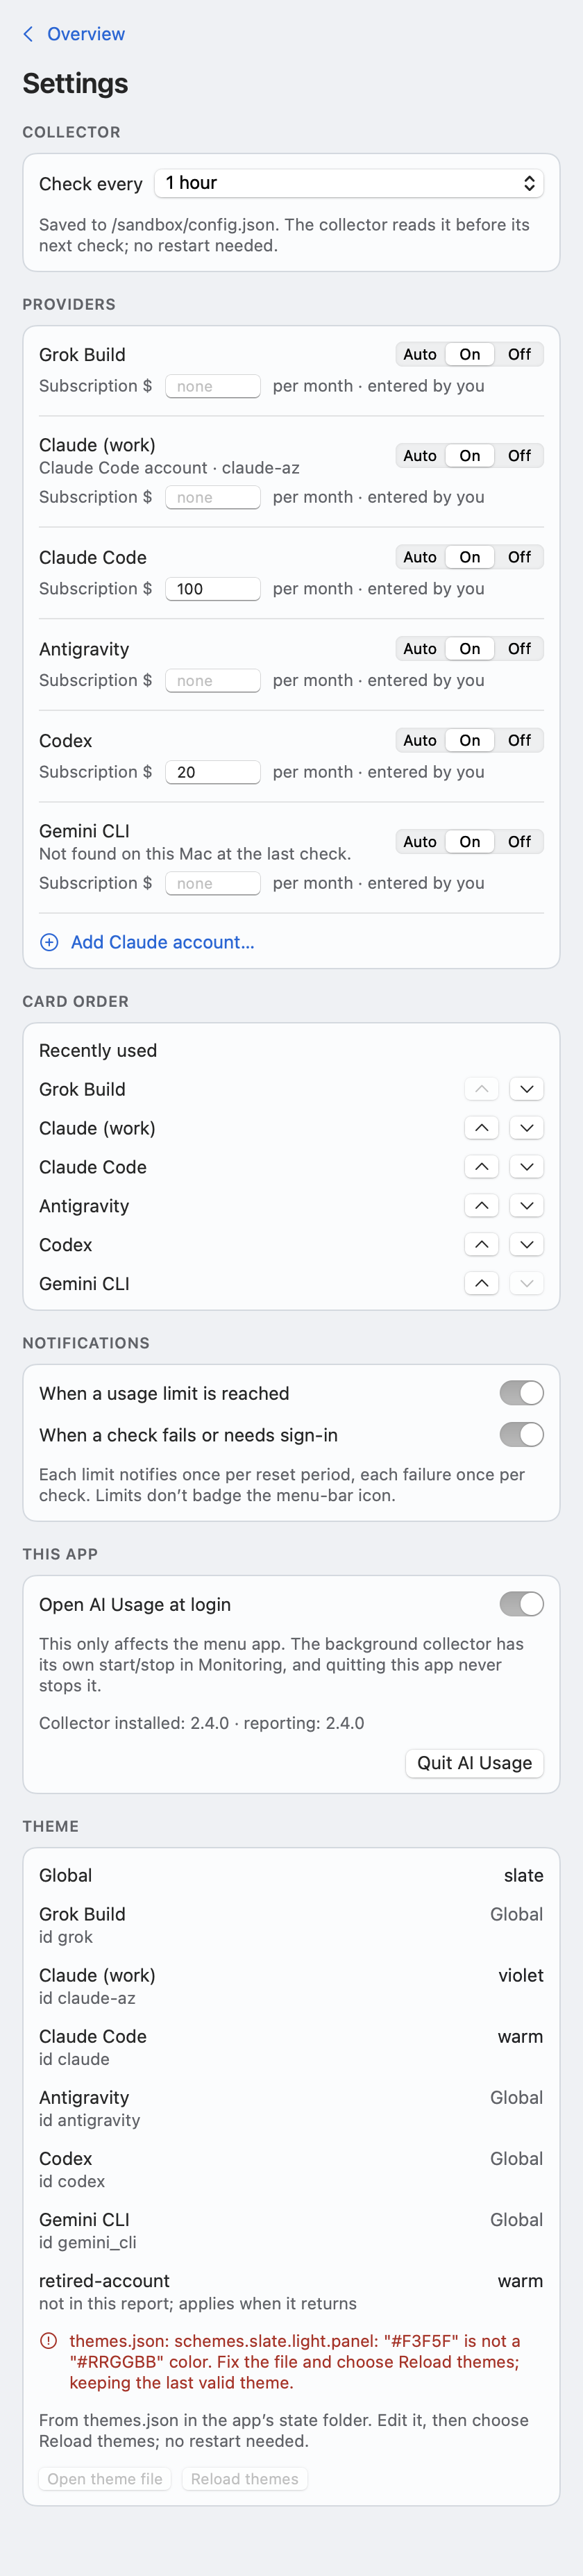 Overview
Settings
COLLECTOR
Check every 1 hour
Saved to /sandbox/config.json. The collector reads it before its
next check; no restart needed.
PROVIDERS
Grok Build Auto On Off
Subscription $ none per month · entered by you
Claude (work)
Claude Code account · claude-az Auto On Off
Subscription $ none per month · entered by you
Claude Code Auto On Off
Subscription $ 100 per month · entered by you
Antigravity Auto On Off
Subscription $ none per month · entered by you
Codex Auto On Off
Subscription $ 20 per month · entered by you
Gemini CLI
Not found on this Mac at the last check. Auto On Off
Subscription $ none per month · entered by you
Add Claude account...
CARD ORDER
Recently used
Grok Build
Claude (work)
Claude Code
Antigravity
Codex
Gemini CLI
NOTIFICATIONS
When a usage limit is reached
When a check fails or needs sign-in
Each limit notifies once per reset period, each failure once per
check. Limits don’t badge the menu-bar icon.
THIS APP
Open AI Usage at login
This only affects the menu app. The background collector has
its own start/stop in Monitoring, and quitting this app never
stops it.
Collector installed: 2.4.0 · reporting: 2.4.0
Quit AI Usage
THEME
Global slate
Grok Build Global
id grok
Claude (work) violet
id claude-az
Claude Code warm
id claude
Antigravity Global
id antigravity
Codex Global
id codex
Gemini CLI Global
id gemini_cli
retired-account warm
not in this report; applies when it returns
themes.json: schemes.slate.light.panel: "#F3F5F" is not a
"#RRGGBB" color. Fix the file and choose Reload themes;
keeping the last valid theme.
From themes.json in the app’s state folder. Edit it, then choose
Reload themes; no restart needed.
Open theme file Reload themes